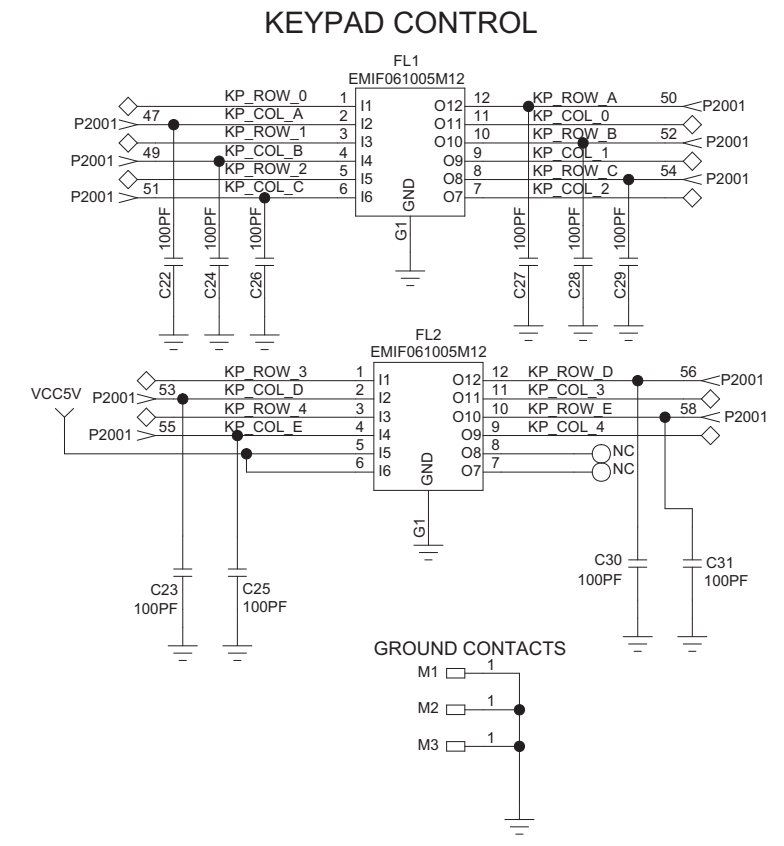 KEYPAD CONTROL
FL1
EMIF061005M12
KP_ROW_0 1 I1 O12 12 KP_ROW_A 50 P2001
P2001 47 KP_COL_A 2 I2 O11 11 KP_COL_0
KP_ROW_1 3 I3 O10 10 KP_ROW_B 52 P2001
P2001 49 KP_COL_B 4 I4 O9 9 KP_COL_1
KP_ROW_2 5 I5 O8 8 KP_ROW_C 54 P2001
P2001 51 KP_COL_C 6 I6 O7 7 KP_COL_2
GND
G1
100PF 100PF 100PF 100PF 100PF 100PF
C22 C24 C26 C27 C28 C29
FL2
EMIF061005M12
KP_ROW_3 1 I1 O12 12 KP_ROW_D 56 P2001
VCC5V P2001 53 KP_COL_D 2 I2 O11 11 KP_COL_3
KP_ROW_4 3 I3 O10 10 KP_ROW_E 58 P2001
P2001 55 KP_COL_E 4 I4 O9 9 KP_COL_4
5 I5 O8 8 NC
6 I6 O7 7 NC
GND
G1
C23 C25 C30 C31
100PF 100PF 100PF 100PF
GROUND CONTACTS
M1 1
M2 1
M3 1